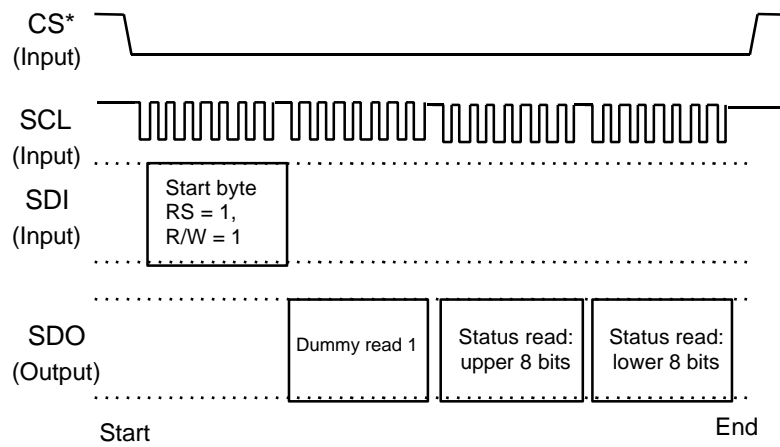 CS*
(Input)
SCL
(Input)
SDI
(Input)
Start byte
RS = 1,
R/W = 1
SDO
(Output)
Dummy read 1
Status read:
upper 8 bits
Status read:
lower 8 bits
Start
End